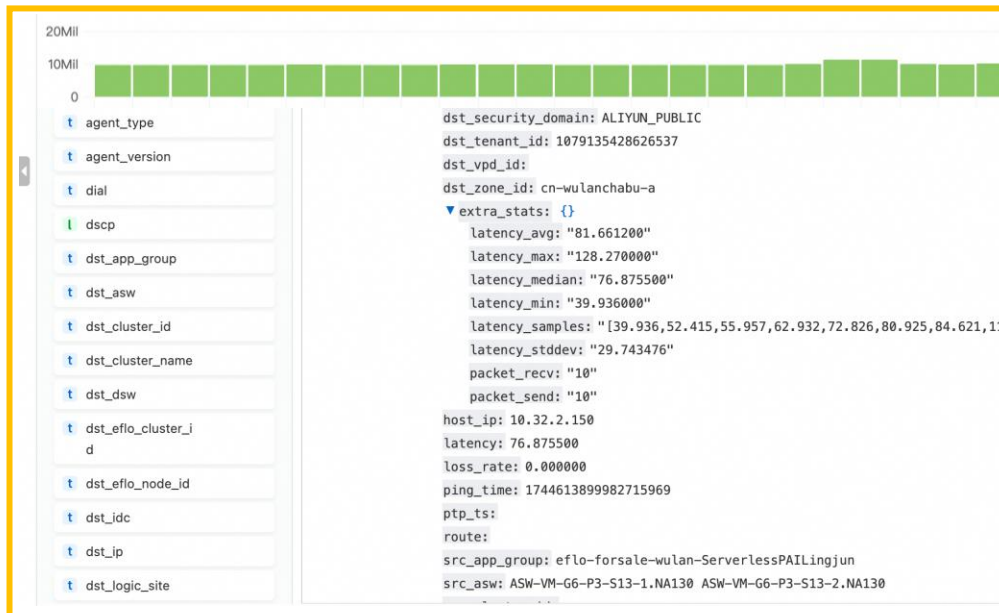 20Mil
10Mil
0
t agent_type
t agent_version
t dial
l dscp
t dst_app_group
t dst_asw
t dst_cluster_id
t dst_cluster_name
t dst_dsw
t dst_eflo_cluster_i
d
t dst_eflo_node_id
t dst_idc
t dst_ip
t dst_logic_site
dst_security_domain: ALIYUN_PUBLIC
dst_tenant_id: 1079135428626537
dst_vpd_id:
dst_zone_id: cn-wulanchabu-a
extra_stats: {}
latency_avg: "81.661200"
latency_max: "128.270000"
latency_median: "76.875500"
latency_min: "39.936000"
latency_samples: "[39.936,52.415,55.957,62.932,72.826,80.925,84.621,11
latency_stddev: "29.743476"
packet_recv: "10"
packet_send: "10"
host_ip: 10.32.2.150
latency: 76.875500
loss_rate: 0.000000
ping_time: 1744613899982715969
ptp_ts:
route:
src_app_group: eflo-forsale-wulan-ServerlessPAILingjun
src_asw: ASW-VM-G6-P3-S13-1.NA130 ASW-VM-G6-P3-S13-2.NA130